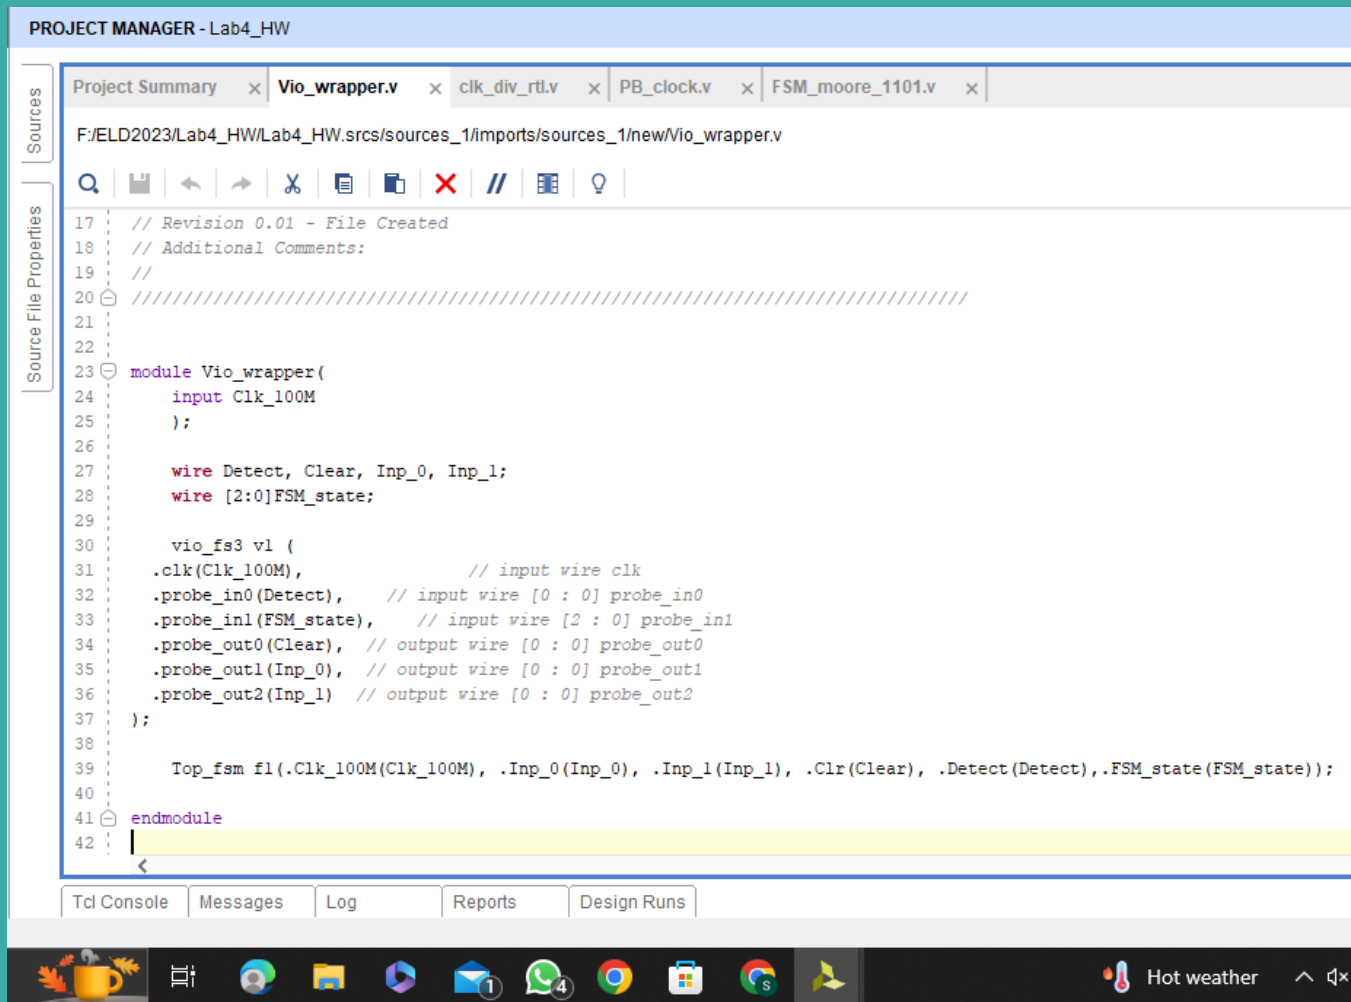 PROJECT MANAGER - Lab4_HW
Sources
Source File Properties
Project Summary × Vio_wrapper.v × clk_div_rtl.v × PB_clock.v × FSM_moore_1101.v ×
F:/ELD2023/Lab4_HW/Lab4_HW.srcs/sources_1/imports/sources_1/new/Vio_wrapper.v
17 // Revision 0.01 - File Created
18 // Additional Comments:
19 //
20 //////////////////////////////////////////////////////////////////////////////////
21
22
23 module Vio_wrapper(
24 input Clk_100M
25 );
26
27 wire Detect, Clear, Inp_0, Inp_1;
28 wire [2:0]FSM_state;
29
30 vio_fs3 v1 (
31 .clk(Clk_100M), // input wire clk
32 .probe_in0(Detect), // input wire [0 : 0] probe_in0
33 .probe_in1(FSM_state), // input wire [2 : 0] probe_in1
34 .probe_out0(Clear), // output wire [0 : 0] probe_out0
35 .probe_out1(Inp_0), // output wire [0 : 0] probe_out1
36 .probe_out2(Inp_1) // output wire [0 : 0] probe_out2
37 );
38
39 Top_fsm f1(.Clk_100M(Clk_100M), .Inp_0(Inp_0), .Inp_1(Inp_1), .Clr(Clear), .Detect(Detect),.FSM_state(FSM_state));
40
41 endmodule
42
Tcl Console Messages Log Reports Design Runs
1 4 S Hot weather